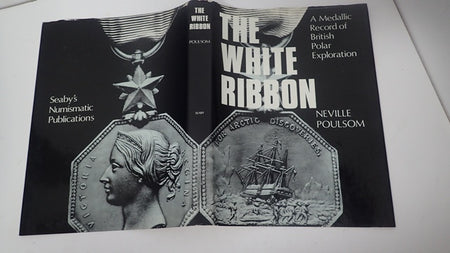 Seaby's
Numismatic
Publications
VICTORIA REGINA
THE
WHITE
RIBBON
POULSOM
SEABY
THE
WHITE
RIBBON
A Medallic
Record of
British
Polar
Exploration
NEVILLE
POULSOM
FOR ARCTIC DISCOVERIES